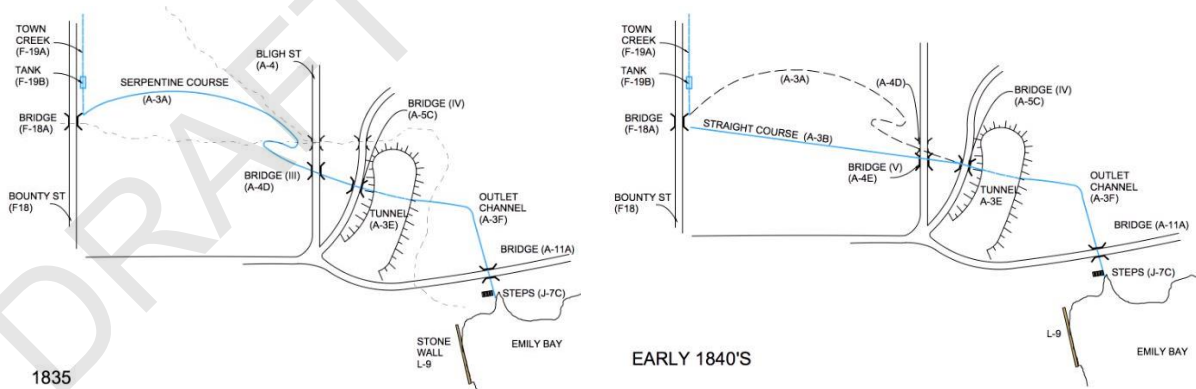 TOWN
CREEK
(F-19A)
TANK
(F-19B)
SERPENTINE COURSE
(A-3A)
BLIGH ST
(A-4)
BRIDGE
(F-18A)
BRIDGE (IV)
(A-5C)
BRIDGE (III)
(A-4D)
BOUNTY ST
(F18)
TUNNEL
(A-3E)
OUTLET
CHANNEL
(A-3F)
BRIDGE (A-11A)
STEPS (J-7C)
STONE
WALL
L-9
EMILY BAY
1835
TOWN
CREEK
(F-19A)
TANK
(F-19B)
(A-3A)
(A-4D)
BRIDGE (IV)
(A-5C)
BRIDGE
(F-18A)
STRAIGHT COURSE (A-3B)
BRIDGE (V)
(A-4E)
BOUNTY ST
(F18)
TUNNEL
A-3E
OUTLET
CHANNEL
(A-3F)
BRIDGE (A-11A)
STEPS (J-7C)
L-9
EMILY BAY
EARLY 1840'S
DRAFT